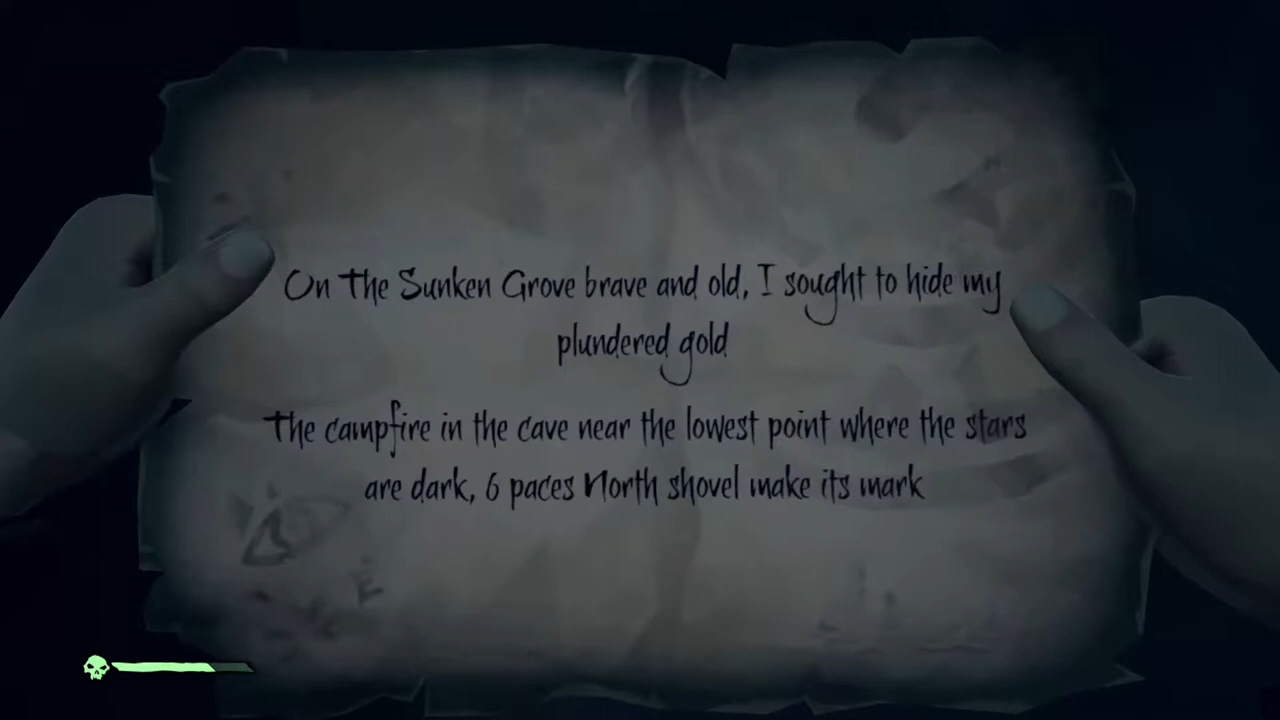 On The Sunken Grove brave and old, I sought to hide my
plundered gold
The campfire in the cave near the lowest point where the stars
are dark, 6 paces North shovel make its mark